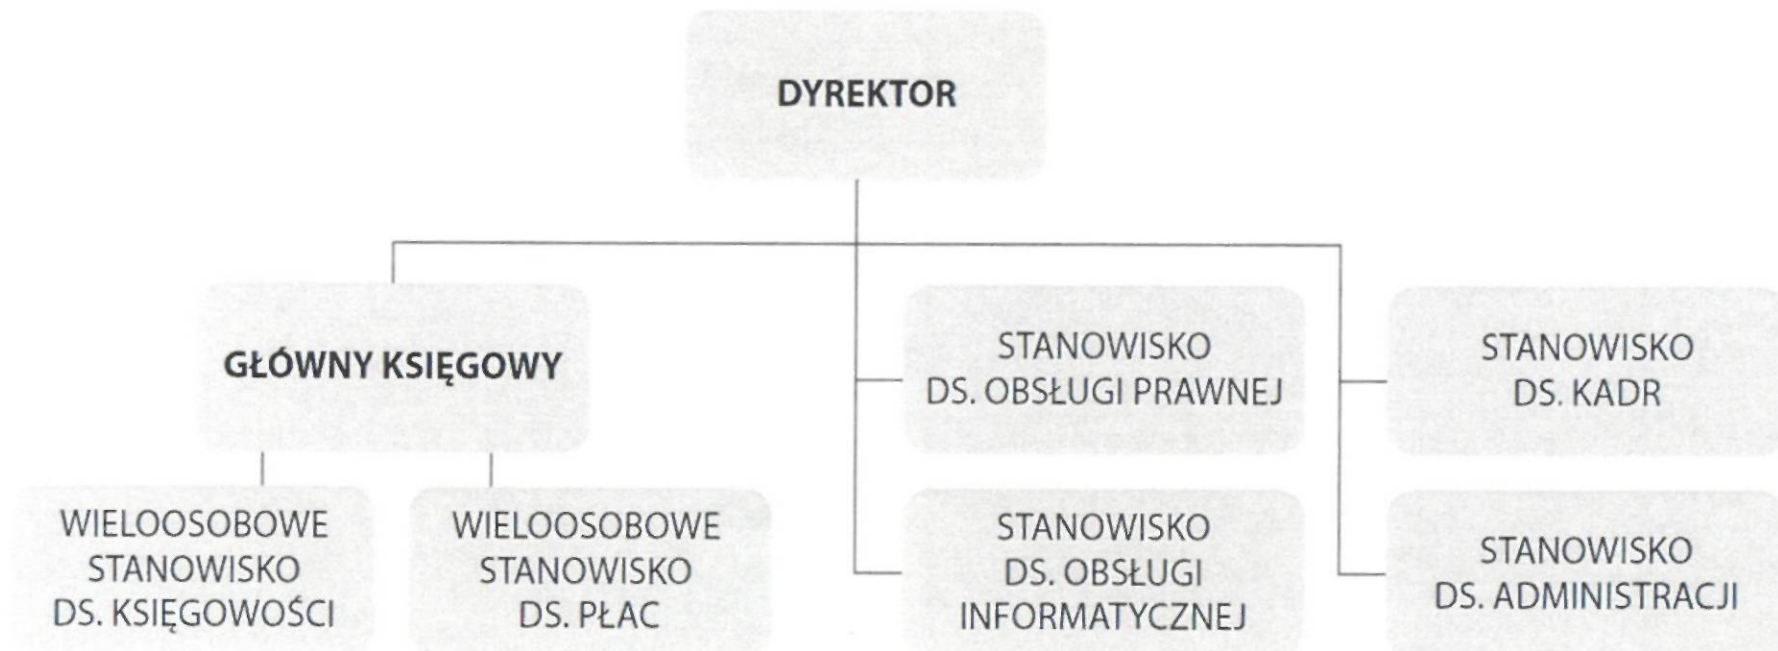 DYREKTOR
GŁÓWNY KSIĘGOWY
STANOWISKO
DS. OBSŁUGI PRAWNEJ
STANOWISKO
DS. KADR
WIELOOSOBOWE
STANOWISKO
DS. KSIĘGOWOŚCI
WIELOOSOBOWE
STANOWISKO
DS. PŁAC
STANOWISKO
DS. OBSŁUGI
INFORMATYCZNEJ
STANOWISKO
DS. ADMINISTRACJI